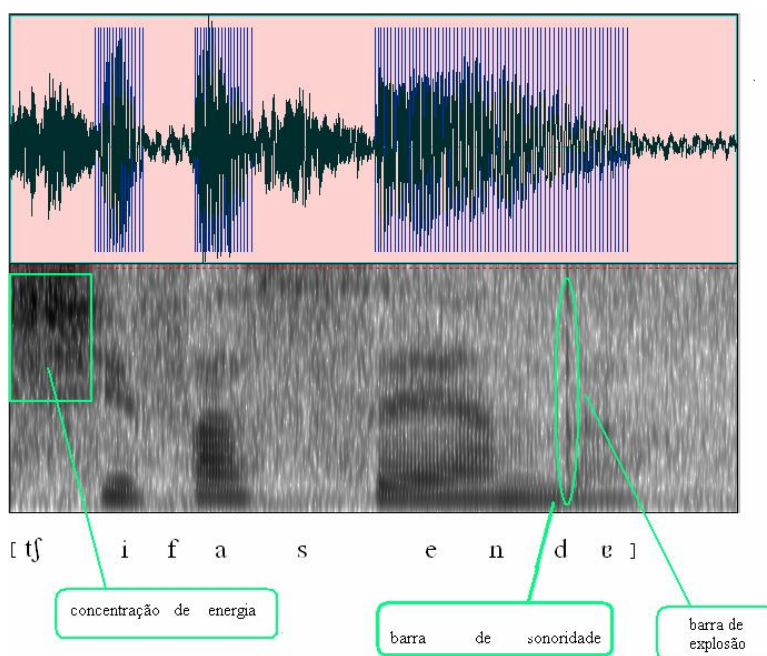 [ tʃ i f a s e n d ɐ ]
concentração de energia
barra de sonoridade
barra de
explosão